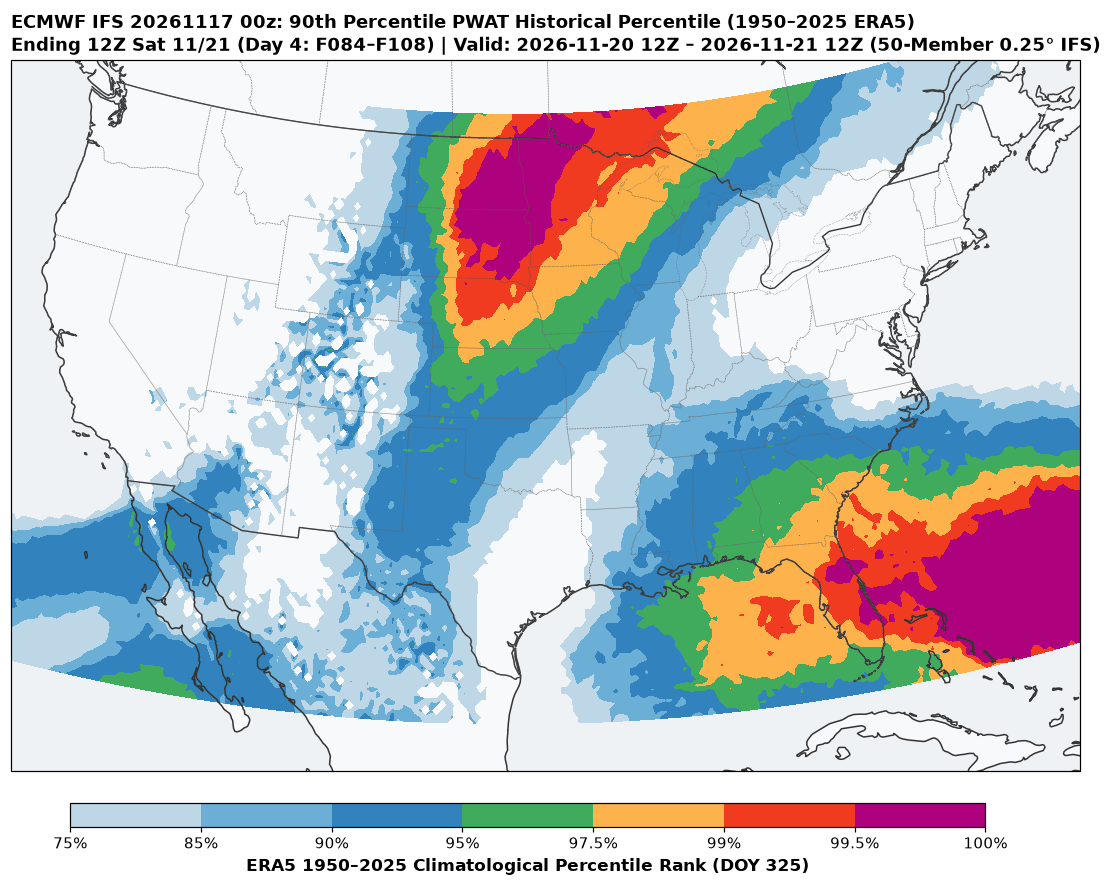 ECMWF IFS 20261117 00z: 90th Percentile PWAT Historical Percentile (1950–2025 ERA5)
Ending 12Z Sat 11/21 (Day 4: F084–F108) | Valid: 2026-11-20 12Z – 2026-11-21 12Z (50-Member 0.25° IFS)
75% 85% 90% 95% 97.5% 99% 99.5% 100%
ERA5 1950–2025 Climatological Percentile Rank (DOY 325)